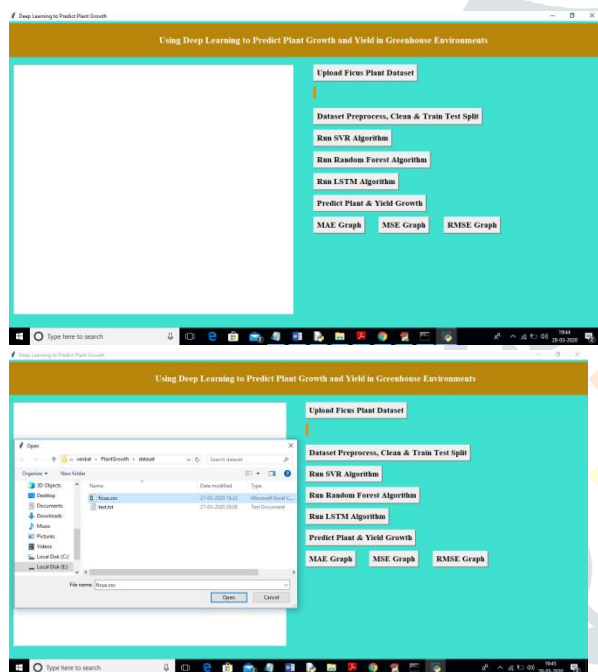 Deep Learning to Predict Plant Growth
Using Deep Learning to Predict Plant Growth and Yield in Greenhouse Environments
Upload Ficus Plant Dataset
Dataset Preprocess, Clean & Train Test Split
Run SVR Algorithm
Run Random Forest Algorithm
Run LSTM Algorithm
Predict Plant & Yield Growth
MAE Graph MSE Graph RMSE Graph
Type here to search
19:44
28-03-2020
Deep Learning to Predict Plant Growth
Using Deep Learning to Predict Plant Growth and Yield in Greenhouse Environments
Upload Ficus Plant Dataset
Open
venkat › PlantGrowth › dataset
Search dataset
Organize New folder
3D Objects
Desktop
Documents
Downloads
Music
Pictures
Videos
Local Disk (C:)
Local Disk (E:)
Name Date modified Type
ficus.csv 27-03-2020 Microsoft Excel C...
test.txt 27-03-2020 20:08 Text Document
File name: ficus.csv
Open Cancel
Dataset Preprocess, Clean & Train Test Split
Run SVR Algorithm
Run Random Forest Algorithm
Run LSTM Algorithm
Predict Plant & Yield Growth
MAE Graph MSE Graph RMSE Graph
Type here to search
19:45